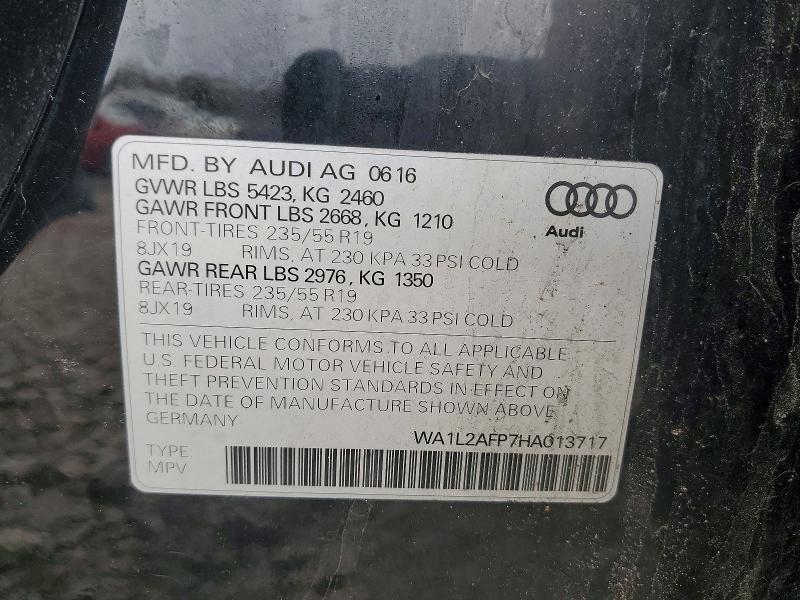 MFD. BY AUDI AG 06 16
GVWR LBS 5423, KG 2460
GAWR FRONT LBS 2668, KG 1210
FRONT-TIRES 235/55 R19
8JX19 RIMS, AT 230 KPA 33 PSI COLD
GAWR REAR LBS 2976, KG 1350
REAR-TIRES 235/55 R19
8JX19 RIMS, AT 230 KPA 33 PSI COLD
Audi
THIS VEHICLE CONFORMS TO ALL APPLICABLE
U.S. FEDERAL MOTOR VEHICLE SAFETY AND
THEFT PREVENTION STANDARDS IN EFFECT ON
THE DATE OF MANUFACTURE SHOWN ABOVE
GERMANY
WA1L2AFP7HA013717
TYPE:
MPV